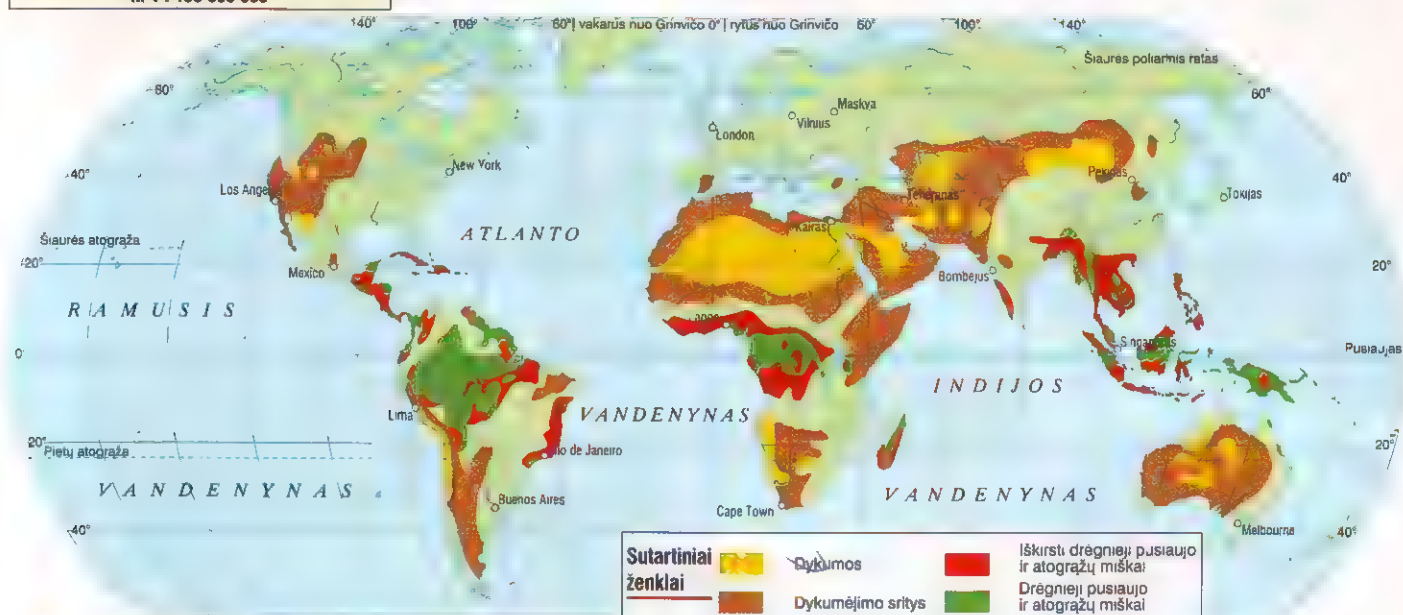 140° 100° 60° vakarus nuo Grinvičo 0° rytus nuo Grinvičo 60° 100° 140°
Šiaurės poliarinis ratas
60° 60°
Maskva
Vilnius
London
New York
Pekinas
40° 40°
Los Angel
Teheranas
Tokijas
Kairas
ATLANTO
Šiaurės atogrąža
20° 20°
Mexico
Bombėjus
RAMUSIS
Singapūras
0° Pusiaujas
INDIJOS
Lima
VANDENYNAS
20° 20°
Pietų atogrąža
Rio de Janeiro
VANDENYNAS
Buenos Aires
VANDENYNAS
Cape Town
Melbourne
40° 40°
Sutartiniai
ženklai
Dykumos
Dykumėjimo sritys
Iškirsti drėgnieji pusiaujo
ir atogrąžų miškai
Drėgnieji pusiaujo
ir atogrąžų miškai